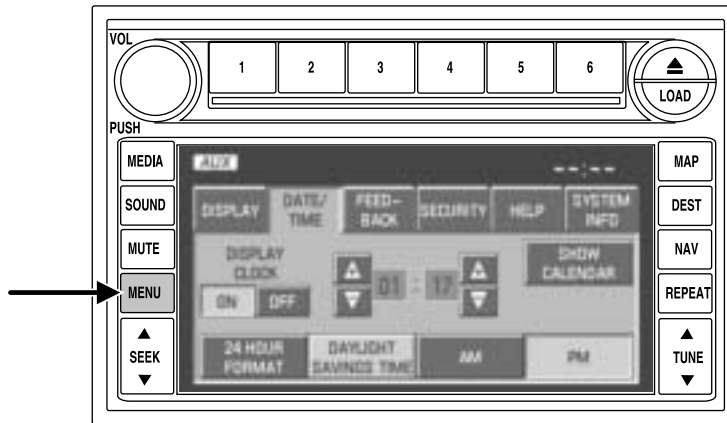 VOL
1 2 3 4 5 6
LOAD
PUSH
MEDIA
SOUND
MUTE
MENU
SEEK
AUX
--:--
DISPLAY
DATE/
TIME
FEED-
BACK
SECURITY
HELP
SYSTEM
INFO
DISPLAY
CLOCK
ON OFF
01 : 17
SHOW
CALENDAR
24 HOUR
FORMAT
DAYLIGHT
SAVINGS TIME
AM
PM
MAP
DEST
NAV
REPEAT
TUNE